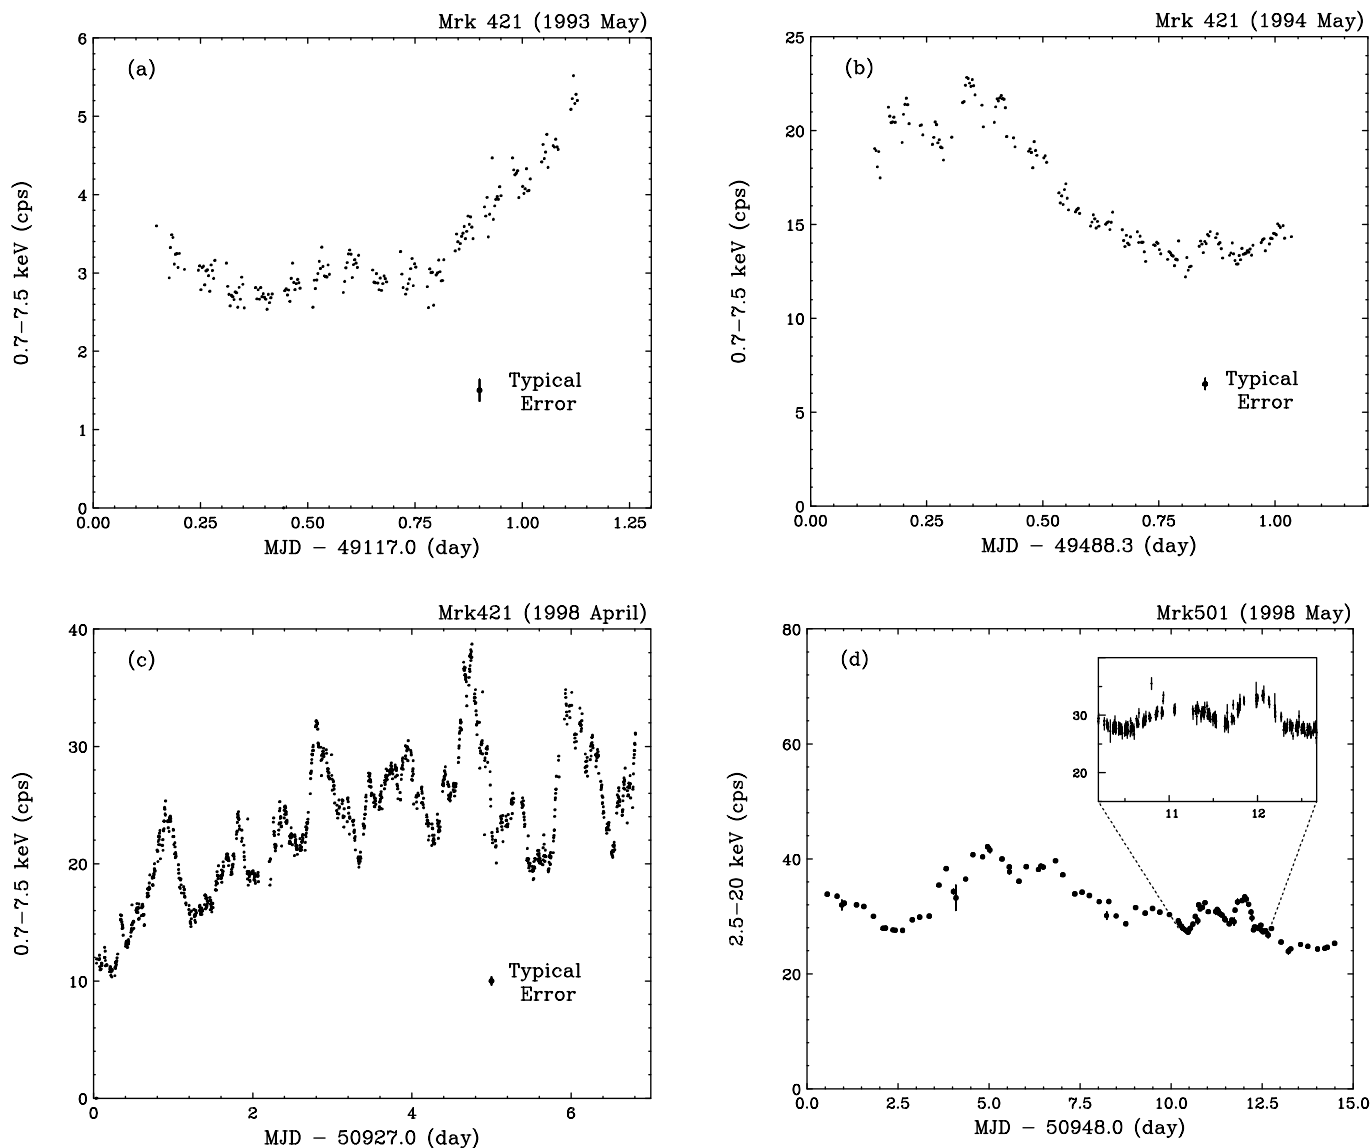 Mrk 421 (1993 May)
(a)
6
5
4
3
2
1
0
0.7−7.5 keV (cps)
Typical
Error
0.00 0.25 0.50 0.75 1.00 1.25
MJD − 49117.0 (day)
Mrk 421 (1994 May)
(b)
25
20
15
10
5
0
0.7−7.5 keV (cps)
Typical
Error
0.00 0.25 0.50 0.75 1.00
MJD − 49488.3 (day)
Mrk421 (1998 April)
(c)
40
30
20
10
0
0.7−7.5 keV (cps)
Typical
Error
0 2 4 6
MJD − 50927.0 (day)
Mrk501 (1998 May)
(d)
80
60
40
20
0
2.5−20 keV (cps)
30
20
11 12
0.0 2.5 5.0 7.5 10.0 12.5 15.0
MJD − 50948.0 (day)